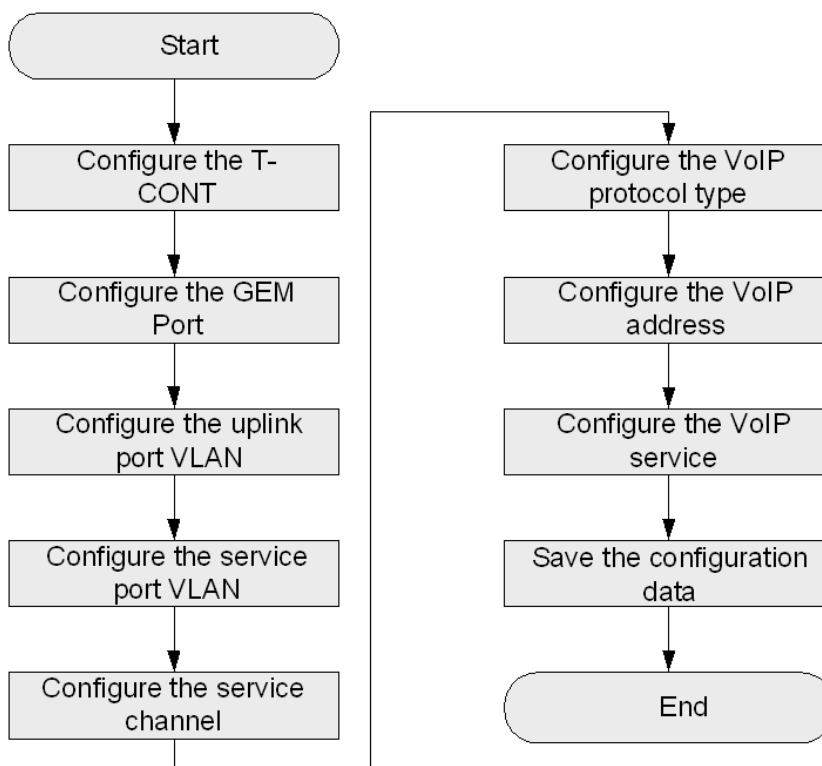 Start
Configure the T-
CONT
Configure the GEM
Port
Configure the uplink
port VLAN
Configure the service
port VLAN
Configure the service
channel
Configure the VoIP
protocol type
Configure the VoIP
address
Configure the VoIP
service
Save the configuration
data
End